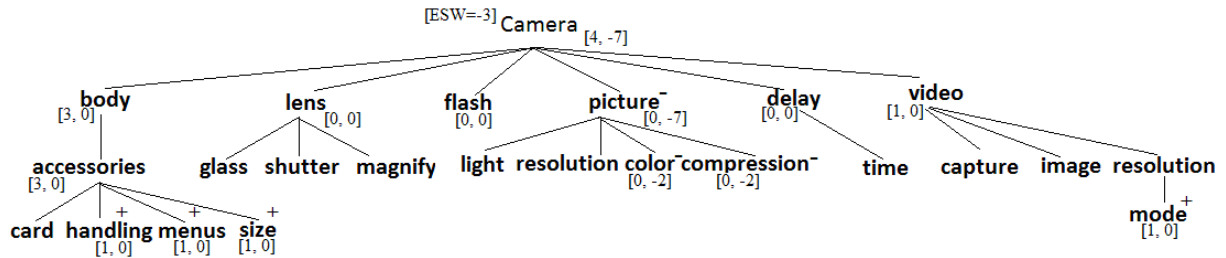 [ESW=-3] Camera [4, -7]
body lens flash picture- delay video
[3, 0] [0, 0] [0, 0] [0, -7] [0, 0] [1, 0]
accessories glass shutter magnify light resolution color- compression- time capture image resolution
[3, 0] [0, -2] [0, -2]
card handling+ menus+ size+ mode+
[1, 0] [1, 0] [1, 0] [1, 0]